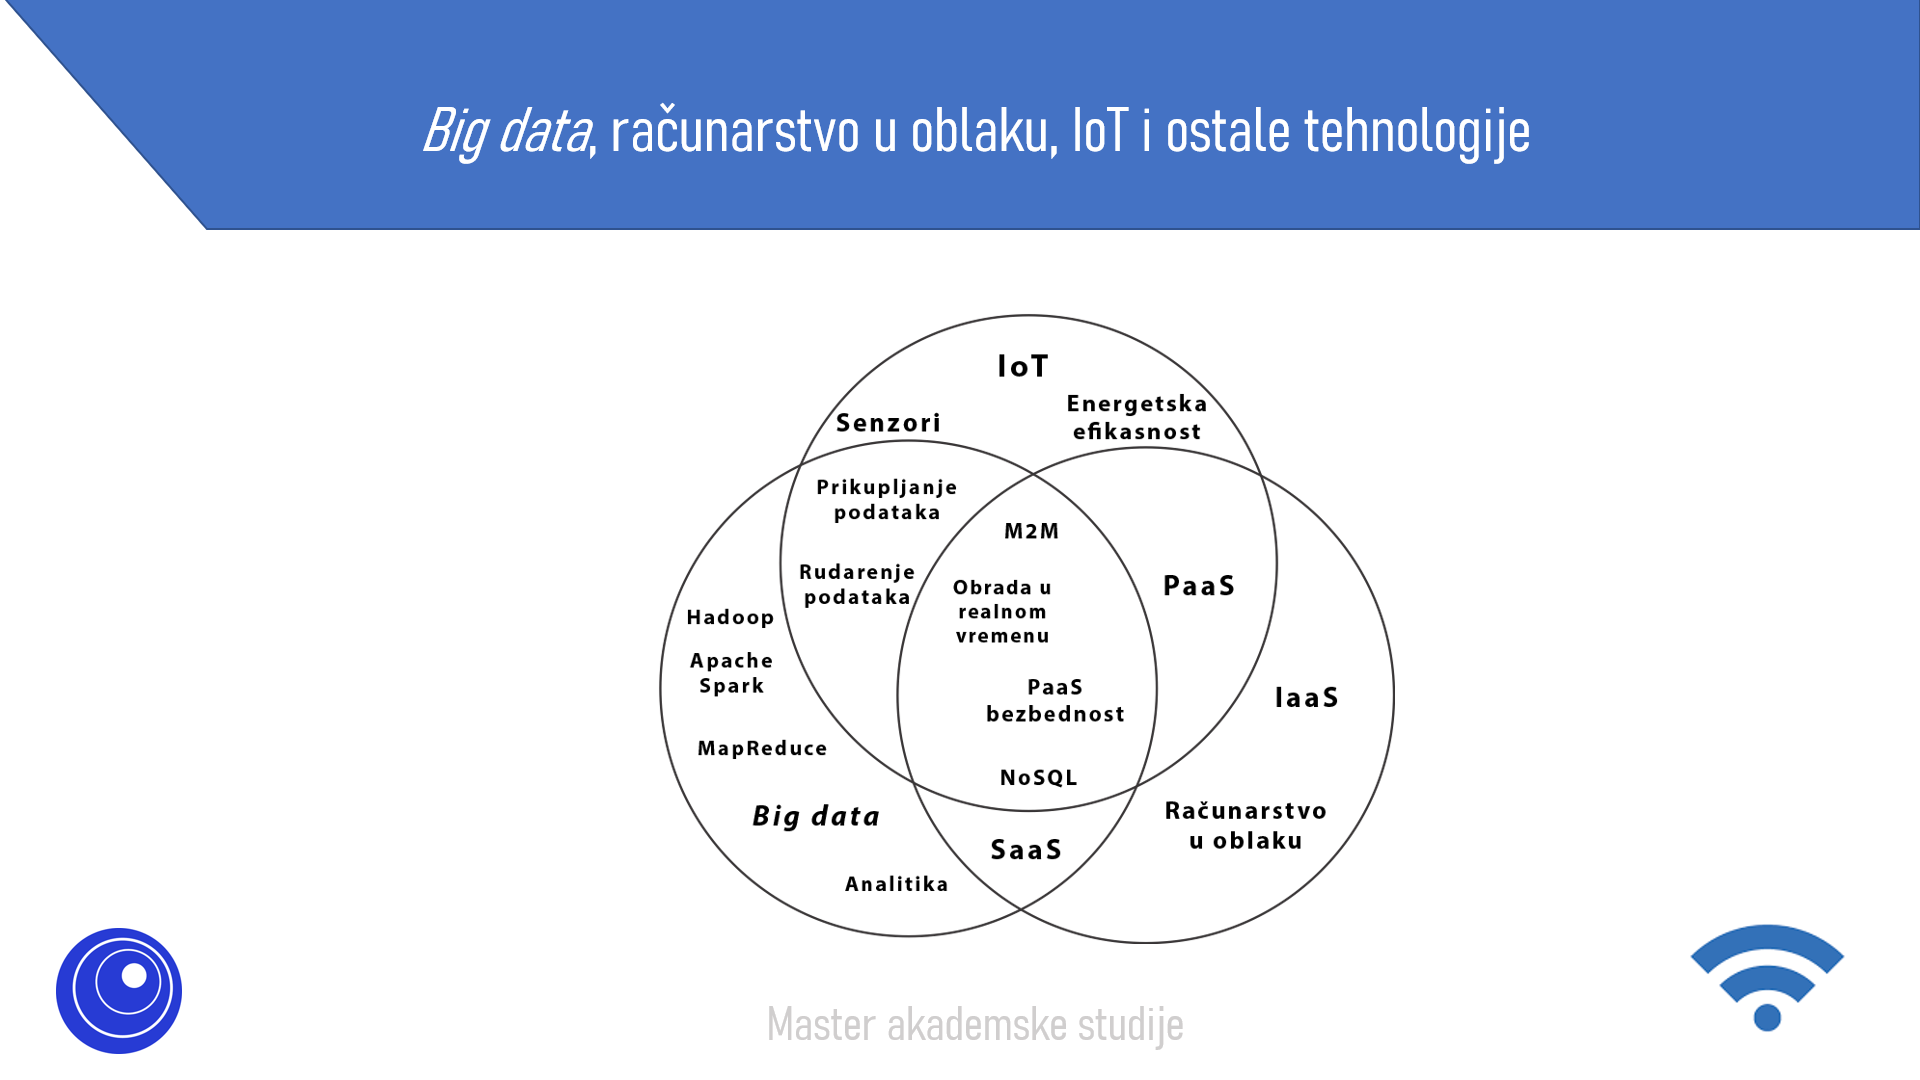 Big data, računarstvo u oblaku, IoT i ostale tehnologije
IoT
Energetska
efikasnost
Senzori
Prikupljanje
podataka
M2M
Rudarenje
podataka
Obrada u
realnom
vremenu
PaaS
Hadoop
Apache
Spark
PaaS
bezbednost
IaaS
MapReduce
NoSQL
Big data
Računarstvo
u oblaku
SaaS
Analitika
Master akademske studije